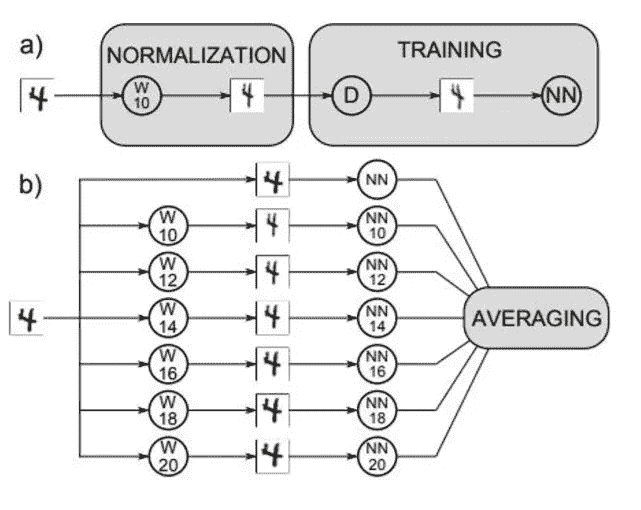 a)
NORMALIZATION
TRAINING
4
W
10
4
D
4
NN
b)
4
NN
W
10
4
NN
10
W
12
4
NN
12
4
W
14
4
NN
14
AVERAGING
W
16
4
NN
16
W
18
4
NN
18
W
20
4
NN
20